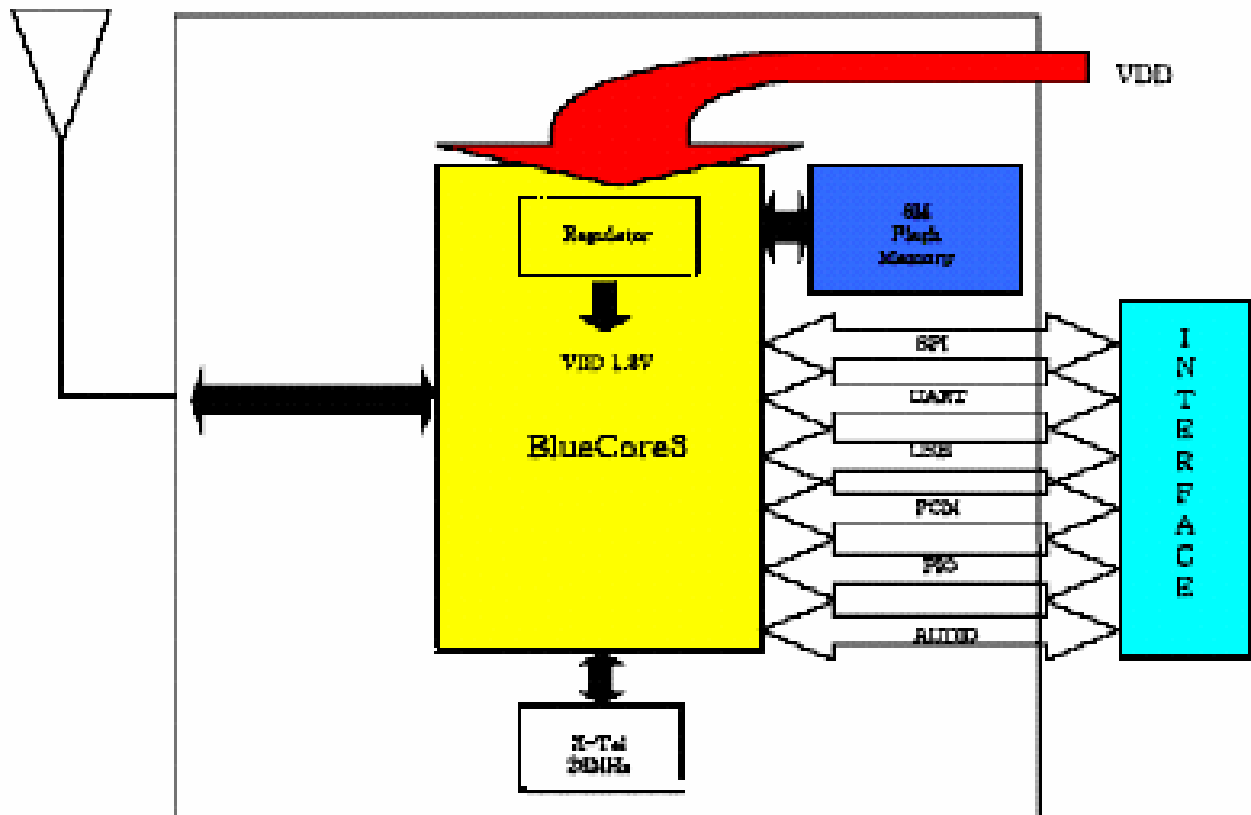 VDD
Regulator
8M
Flash
Memory
SPI
VDD 1.8V
UART
BlueCore3
USB
PCM
PIO
AUDIO
INTERFACE
X-Tal
26MHz